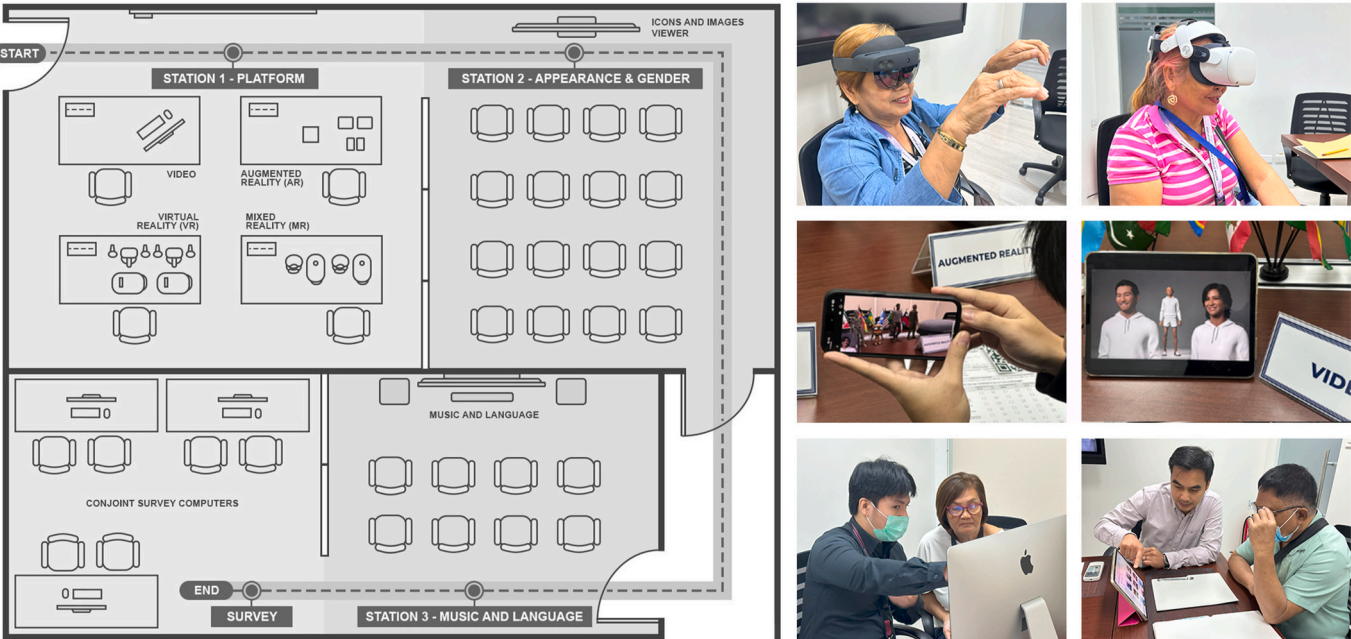 ICONS AND IMAGES
VIEWER
START
STATION 1 - PLATFORM
STATION 2 - APPEARANCE & GENDER
VIDEO
AUGMENTED
REALITY (AR)
VIRTUAL
REALITY (VR)
MIXED
REALITY (MR)
MUSIC AND LANGUAGE
CONJOINT SURVEY COMPUTERS
END
SURVEY
STATION 3 - MUSIC AND LANGUAGE
AUGMENTED REALITY
VIDE